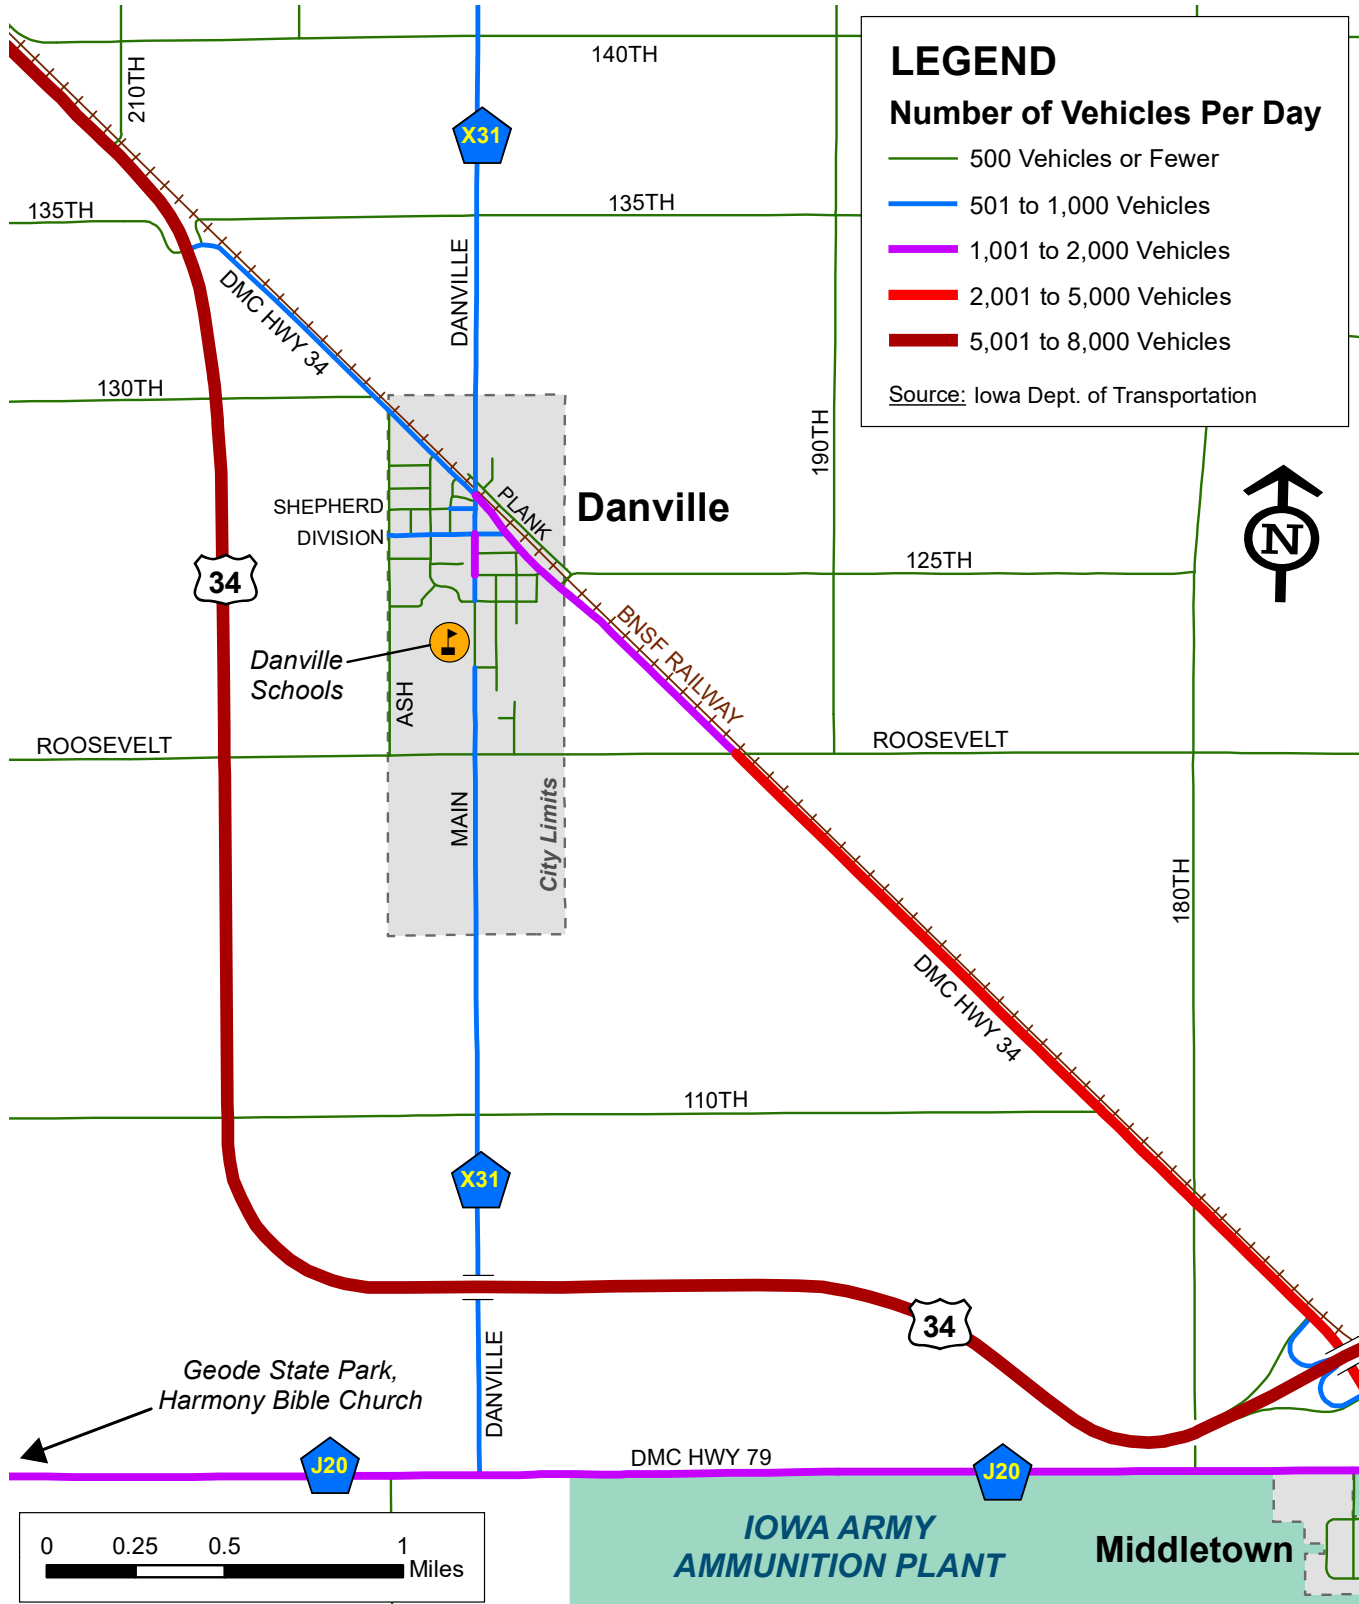 140TH
210TH
X31
135TH
135TH
DANVILLE
DMC HWY 34
130TH
190TH
LEGEND
Number of Vehicles Per Day
500 Vehicles or Fewer
501 to 1,000 Vehicles
1,001 to 2,000 Vehicles
2,001 to 5,000 Vehicles
5,001 to 8,000 Vehicles
Source: Iowa Dept. of Transportation
SHEPHERD
DIVISION
PLANK
Danville
N
34
125TH
BNSF RAILWAY
Danville
Schools
ASH
ROOSEVELT
ROOSEVELT
MAIN
City Limits
180TH
DMC HWY 34
110TH
X31
34
DANVILLE
Geode State Park,
Harmony Bible Church
J20
DMC HWY 79
J20
IOWA ARMY
AMMUNITION PLANT
Middletown
0 0.25 0.5 1
Miles